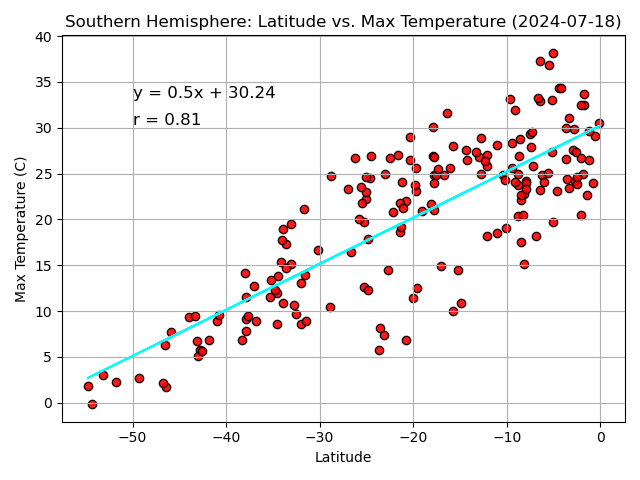 Southern Hemisphere: Latitude vs. Max Temperature (2024-07-18)
40
35
30
25
20
15
10
5
0
Max Temperature (C)
y = 0.5x + 30.24
r = 0.81
−50 −40 −30 −20 −10 0
Latitude